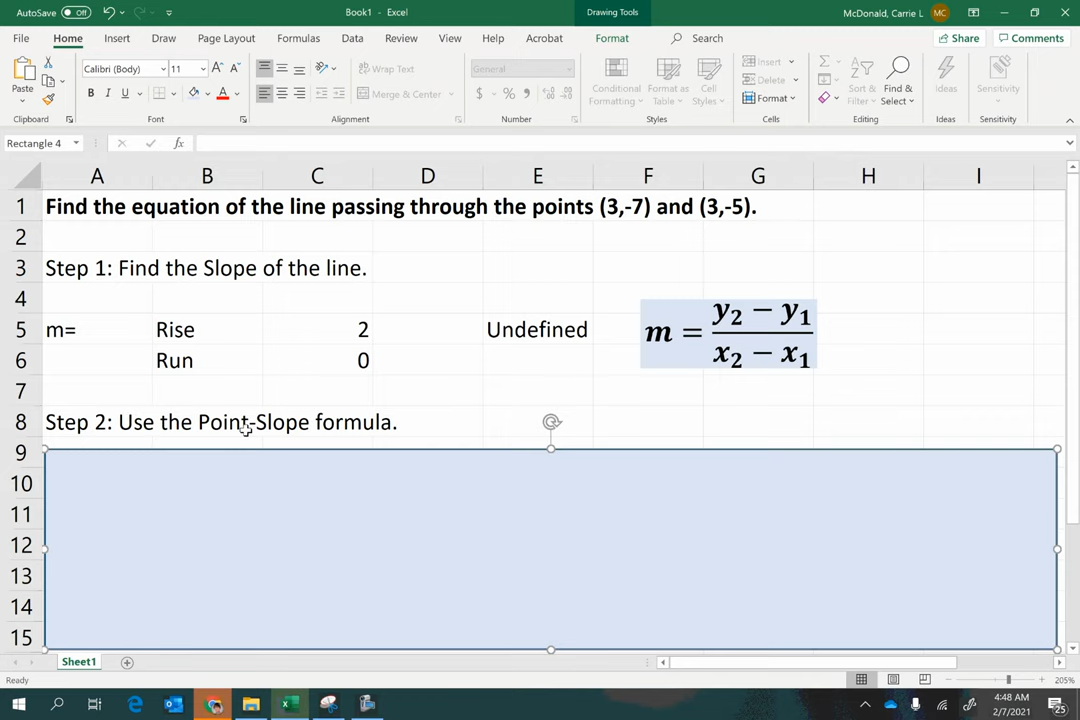 AutoSave Off Book1 - Excel Drawing Tools McDonald, Carrie L MC
File Home Insert Draw Page Layout Formulas Data Review View Help Acrobat Format Search Share Comments
Calibri (Body) 11 A A Wrap Text General Insert Σ
Paste Conditional Format as Cell Delete Sort & Find & Ideas Sensitivity
B I U A Merge & Center $ % Formatting Table Styles Format Filter Select
Clipboard Font Alignment Number Styles Cells Editing Ideas Sensitivity
Rectangle 4 fx
A B C D E F G H I
1 Find the equation of the line passing through the points (3,-7) and (3,-5).
2
3 Step 1: Find the Slope of the line.
4
5 m= Rise 2 Undefined
6 Run 0
m = (y₂ − y₁)/(x₂ − x₁)
7
8 Step 2: Use the Point-Slope formula.
9
10
11
12
13
14
15
Sheet1
Ready 205%
4:48 AM
2/7/2021
25